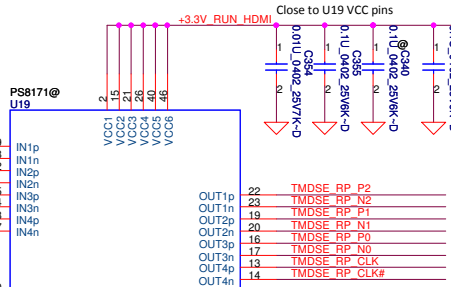 Close to U19 VCC pins
+3.3V_RUN_HDMI
1
1
1
2
2
2
0.01U_0402_25V7K~D
C354
0.1U_0402_25V6K~D
C355
0.1U_0402_25V6K~D
@C340
PS8171@
U19
2
15
21
26
40
46
VCC1
VCC2
VCC3
VCC4
VCC5
VCC6
IN1p
IN1n
IN2p
IN2n
IN3p
IN3n
IN4p
IN4n
OUT1p 22 TMDSE_RP_P2
OUT1n 23 TMDSE_RP_N2
OUT2p 19 TMDSE_RP_P1
OUT2n 20 TMDSE_RP_N1
OUT3p 16 TMDSE_RP_P0
OUT3n 17 TMDSE_RP_N0
OUT4p 13 TMDSE_RP_CLK
OUT4n 14 TMDSE_RP_CLK#